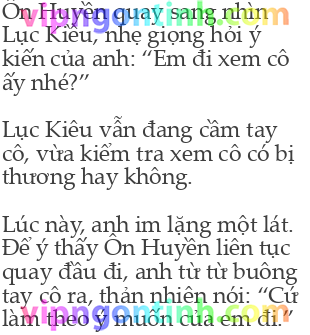 Ôn Huyền quay sang nhìn
Lục Kiêu, nhẹ giọng hỏi ý
kiến của anh: “Em đi xem cô
ấy nhé?”
Lục Kiêu vẫn đang cầm tay
cô, vừa kiểm tra xem cô có bị
thương hay không.
Lúc này, anh im lặng một lát.
Để ý thấy Ôn Huyền liên tục
quay đầu đi, anh từ từ buông
tay cô ra, thản nhiên nói: “Cứ
làm theo ý muốn của em đi.”
vipngontinh.com
vipngontinh.com